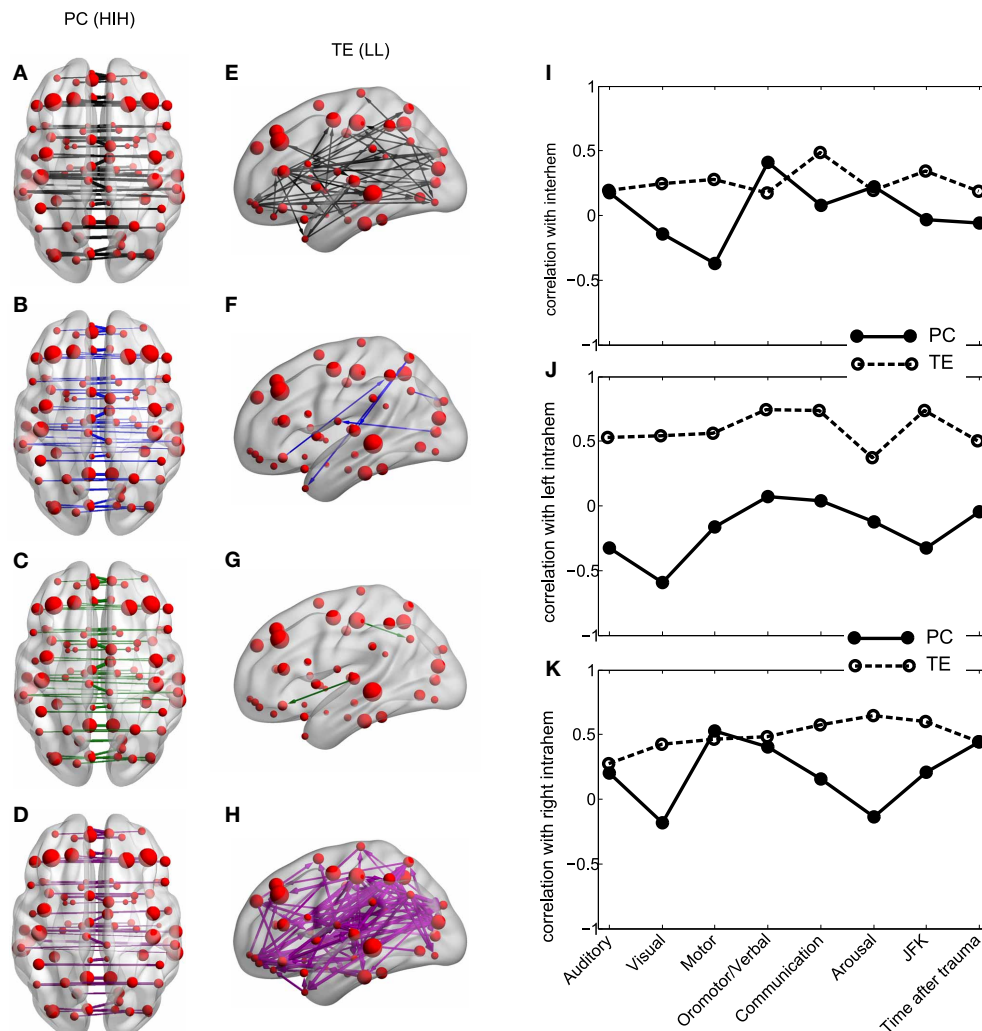 PC (HIH)
TE (LL)
A
E
I
1
0.5
0
−0.5
−1
correlation with interhem
PC
TE
B
F
J
1
0.5
0
−0.5
−1
correlation with left intrahem
PC
TE
C
G
K
1
0.5
0
−0.5
−1
correlation with right intrahem
D
H
Auditory
Visual
Motor
Oromotor/Verbal
Communication
Arousal
JFK
Time after trauma